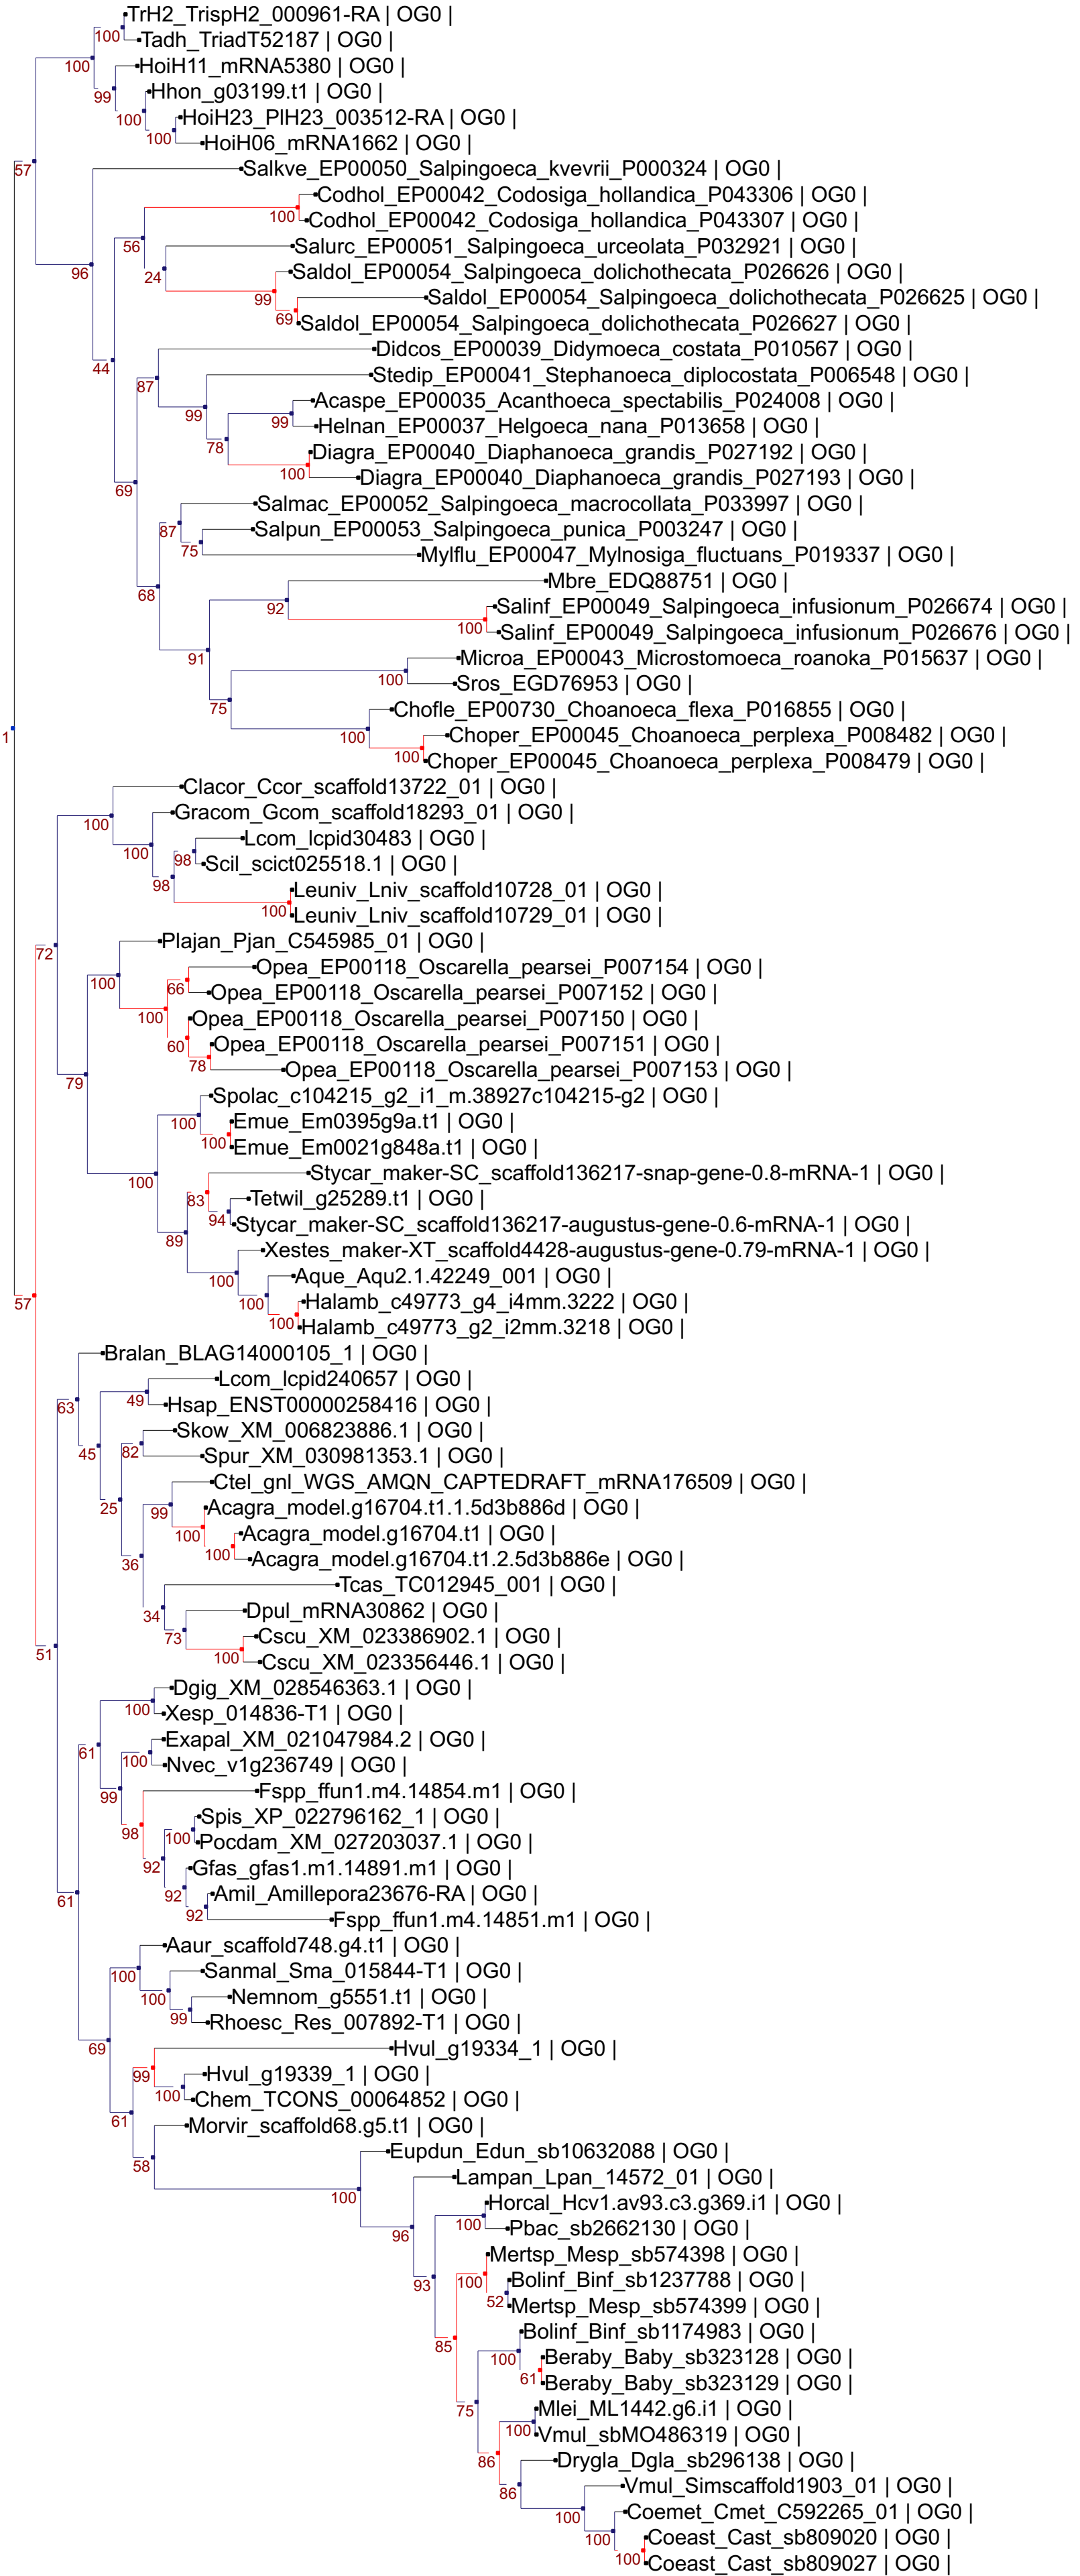 TrH2_TrispH2_000961-RA | OG0 |
100
Tadh_TriadT52187 | OG0 |
100
HoiH11_mRNA5380 | OG0 |
99
Hhon_g03199.t1 | OG0 |
100
HoiH23_PlH23_003512-RA | OG0 |
100
HoiH06_mRNA1662 | OG0 |
57
Salkve_EP00050_Salpingoeca_kvevrii_P000324 | OG0 |
Codhol_EP00042_Codosiga_hollandica_P043306 | OG0 |
100
Codhol_EP00042_Codosiga_hollandica_P043307 | OG0 |
56
Salurc_EP00051_Salpingoeca_urceolata_P032921 | OG0 |
96
24
Saldol_EP00054_Salpingoeca_dolichothecata_P026626 | OG0 |
99
Saldol_EP00054_Salpingoeca_dolichothecata_P026625 | OG0 |
69
Saldol_EP00054_Salpingoeca_dolichothecata_P026627 | OG0 |
Didcos_EP00039_Didymoeca_costata_P010567 | OG0 |
44
87
Stedip_EP00041_Stephanoeca_diplocostata_P006548 | OG0 |
Acaspe_EP00035_Acanthoeca_spectabilis_P024008 | OG0 |
99
99
Helnan_EP00037_Helgoeca_nana_P013658 | OG0 |
78
Diagra_EP00040_Diaphanoeca_grandis_P027192 | OG0 |
100
Diagra_EP00040_Diaphanoeca_grandis_P027193 | OG0 |
69
Salmac_EP00052_Salpingoeca_macrocollata_P033997 | OG0 |
87
Salpun_EP00053_Salpingoeca_punica_P003247 | OG0 |
75
Mylflu_EP00047_Mylnosiga_fluctuans_P019337 | OG0 |
Mbre_EDQ88751 | OG0 |
68
92
Salinf_EP00049_Salpingoeca_infusionum_P026674 | OG0 |
100
Salinf_EP00049_Salpingoeca_infusionum_P026676 | OG0 |
91
Microa_EP00043_Microstomoeca_roanoka_P015637 | OG0 |
100
Sros_EGD76953 | OG0 |
75
Chofle_EP00730_Choanoeca_flexa_P016855 | OG0 |
1
100
Choper_EP00045_Choanoeca_perplexa_P008482 | OG0 |
100
Choper_EP00045_Choanoeca_perplexa_P008479 | OG0 |
Clacor_Ccor_scaffold13722_01 | OG0 |
Gracom_Gcom_scaffold18293_01 | OG0 |
100
Lcom_lcpid30483 | OG0 |
100
98
Scil_scict025518.1 | OG0 |
98
Leuniv_Lniv_scaffold10728_01 | OG0 |
100
Leuniv_Lniv_scaffold10729_01 | OG0 |
Plajan_Pjan_C545985_01 | OG0 |
72
Opea_EP00118_Oscarella_pearsei_P007154 | OG0 |
100
66
Opea_EP00118_Oscarella_pearsei_P007152 | OG0 |
100
Opea_EP00118_Oscarella_pearsei_P007150 | OG0 |
60
Opea_EP00118_Oscarella_pearsei_P007151 | OG0 |
78
Opea_EP00118_Oscarella_pearsei_P007153 | OG0 |
79
Spolac_c104215_g2_i1_m.38927c104215-g2 | OG0 |
100
Emue_Em0395g9a.t1 | OG0 |
100
Emue_Em0021g848a.t1 | OG0 |
Stycar_maker-SC_scaffold136217-snap-gene-0.8-mRNA-1 | OG0 |
100
83
Tetwil_g25289.t1 | OG0 |
94
Stycar_maker-SC_scaffold136217-augustus-gene-0.6-mRNA-1 | OG0 |
89
Xestes_maker-XT_scaffold4428-augustus-gene-0.79-mRNA-1 | OG0 |
Aque_Aqu2.1.42249_001 | OG0 |
100
Halamb_c49773_g4_i4mm.3222 | OG0 |
100
57
100
Halamb_c49773_g2_i2mm.3218 | OG0 |
Bralan_BLAG14000105_1 | OG0 |
Lcom_lcpid240657 | OG0 |
49
63
Hsap_ENST00000258416 | OG0 |
Skow_XM_006823886.1 | OG0 |
45
82
Spur_XM_030981353.1 | OG0 |
Ctel_gnl_WGS_AMQN_CAPTEDRAFT_mRNA176509 | OG0 |
25
99
Acagra_model.g16704.t1.1.5d3b886d | OG0 |
100
Acagra_model.g16704.t1 | OG0 |
100
36
Acagra_model.g16704.t1.2.5d3b886e | OG0 |
Tcas_TC012945_001 | OG0 |
34
Dpul_mRNA30862 | OG0 |
73
Cscu_XM_023386902.1 | OG0 |
51
100
Cscu_XM_023356446.1 | OG0 |
Dgig_XM_028546363.1 | OG0 |
100
Xesp_014836-T1 | OG0 |
Exapal_XM_021047984.2 | OG0 |
61
100
Nvec_v1g236749 | OG0 |
99
Fspp_ffun1.m4.14854.m1 | OG0 |
Spis_XP_022796162_1 | OG0 |
98
100
Pocdam_XM_027203037.1 | OG0 |
92
Gfas_gfas1.m1.14891.m1 | OG0 |
92
Amil_Amillepora23676-RA | OG0 |
61
92
Fspp_ffun1.m4.14851.m1 | OG0 |
Aaur_scaffold748.g4.t1 | OG0 |
100
Sanmal_Sma_015844-T1 | OG0 |
100
Nemnom_g5551.t1 | OG0 |
99
Rhoesc_Res_007892-T1 | OG0 |
69
Hvul_g19334_1 | OG0 |
99
Hvul_g19339_1 | OG0 |
100
Chem_TCONS_00064852 | OG0 |
61
Morvir_scaffold68.g5.t1 | OG0 |
Eupdun_Edun_sb10632088 | OG0 |
58
Lampan_Lpan_14572_01 | OG0 |
100
Horcal_Hcv1.av93.c3.g369.i1 | OG0 |
100
Pbac_sb2662130 | OG0 |
96
Mertsp_Mesp_sb574398 | OG0 |
93
100
Bolinf_Binf_sb1237788 | OG0 |
52
Mertsp_Mesp_sb574399 | OG0 |
Bolinf_Binf_sb1174983 | OG0 |
85
100
Beraby_Baby_sb323128 | OG0 |
61
Beraby_Baby_sb323129 | OG0 |
75
Mlei_ML1442.g6.i1 | OG0 |
100
Vmul_sbMO486319 | OG0 |
86
Drygla_Dgla_sb296138 | OG0 |
86
Vmul_Simscaffold1903_01 | OG0 |
100
Coemet_Cmet_C592265_01 | OG0 |
100
Coeast_Cast_sb809020 | OG0 |
100
Coeast_Cast_sb809027 | OG0 |